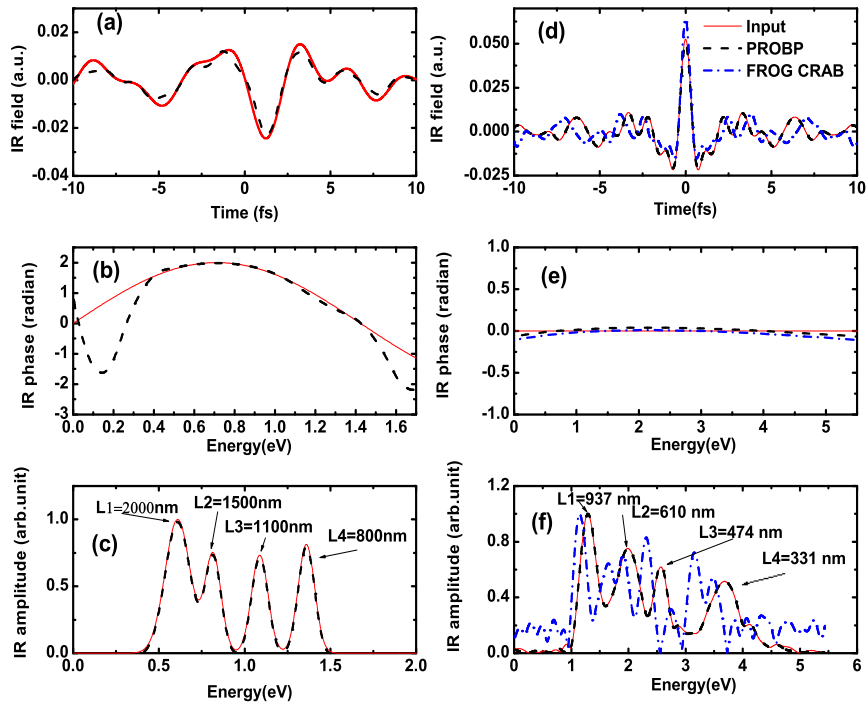 (a)
IR field (a.u.)
0.02
0.00
-0.02
-0.04
-10
-5
0
5
10
Time (fs)
(d)
Input
PROBP
FROG CRAB
IR field (a.u.)
0.050
0.025
0.000
-0.025
-10
-5
0
5
10
Time(fs)
(b)
IR phase (radian)
3
2
1
0
-1
-2
-3
0.0
0.2
0.4
0.6
0.8
1.0
1.2
1.4
1.6
Energy(eV)
(e)
IR phase (radian)
1.0
0.5
0.0
-0.5
-1.0
0
1
2
3
4
5
Energy(eV)
(c)
L1=2000nm
L2=1500nm
L3=1100nm
L4=800nm
IR amplitude (arb.unit)
1.0
0.5
0.0
0.0
0.5
1.0
1.5
2.0
Energy(eV)
(f)
L1=937 nm
L2=610 nm
L3=474 nm
L4=331 nm
IR amplitude (arb.unit)
1.2
0.9
0.6
0.3
0.0
0
1
2
3
4
5
6
Energy(eV)